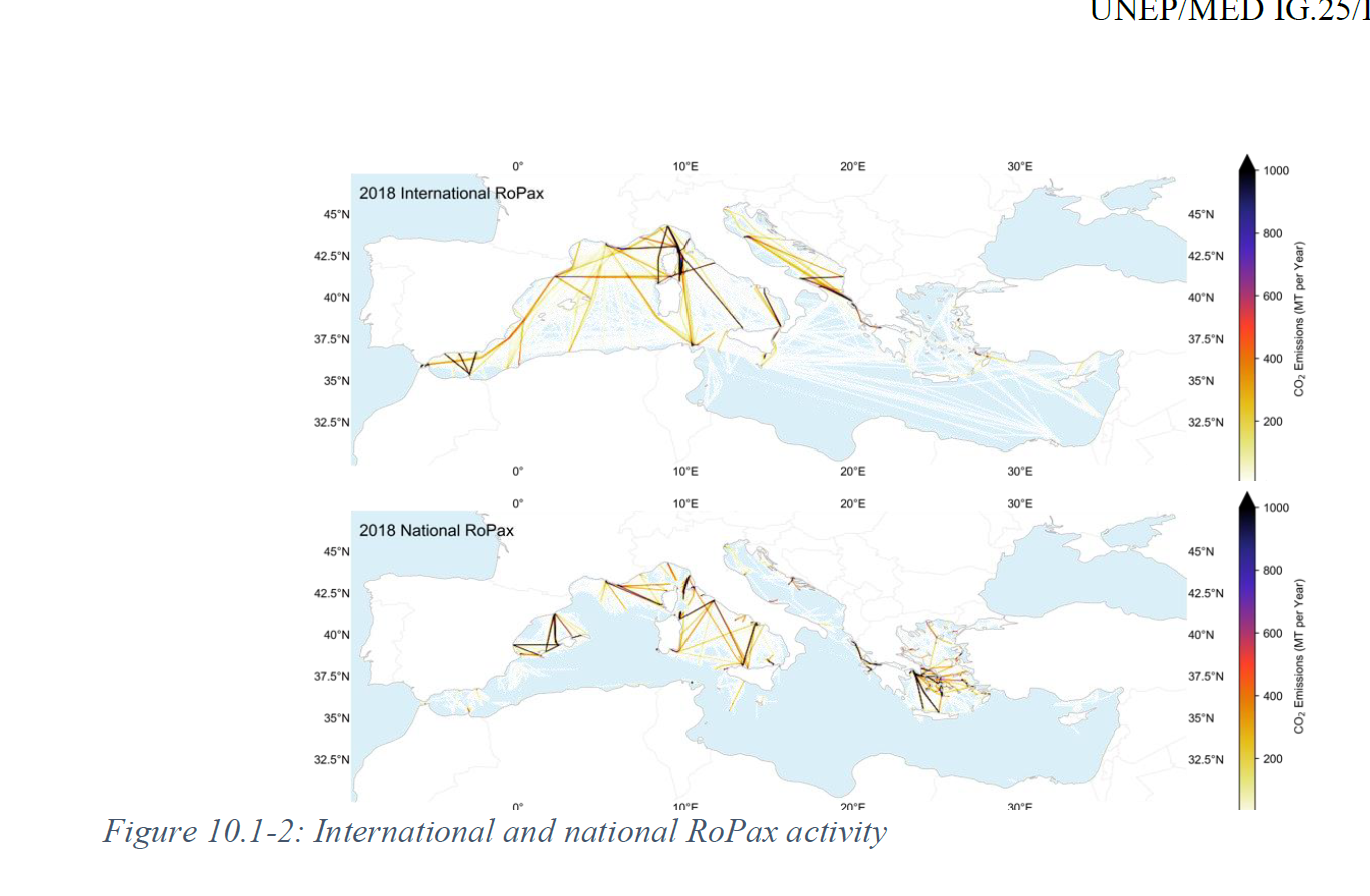 UNEP/MED IG.25/I
0° 10°E 20°E 30°E
2018 International RoPax
45°N 45°N
42.5°N 42.5°N
40°N 40°N
37.5°N 37.5°N
35°N 35°N
32.5°N 32.5°N
0° 10°E 20°E 30°E
1000
800
600
400
200
CO₂ Emissions (MT per Year)
0° 10°E 20°E 30°E
2018 National RoPax
45°N 45°N
42.5°N 42.5°N
40°N 40°N
37.5°N 37.5°N
35°N 35°N
32.5°N 32.5°N
0° 10°E 20°E 30°E
1000
800
600
400
200
CO₂ Emissions (MT per Year)
Figure 10.1-2: International and national RoPax activity